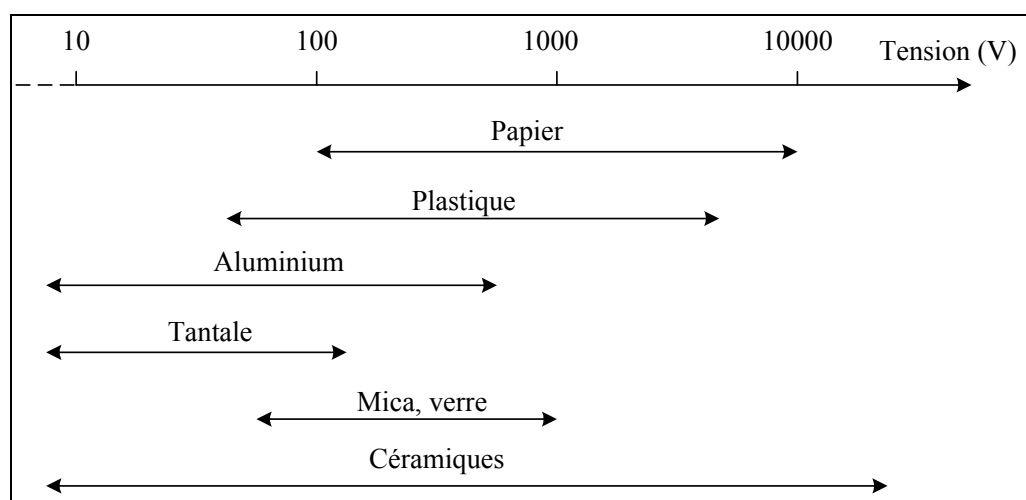 10 100 1000 10000 Tension (V)
Papier
Plastique
Aluminium
Tantale
Mica, verre
Céramiques